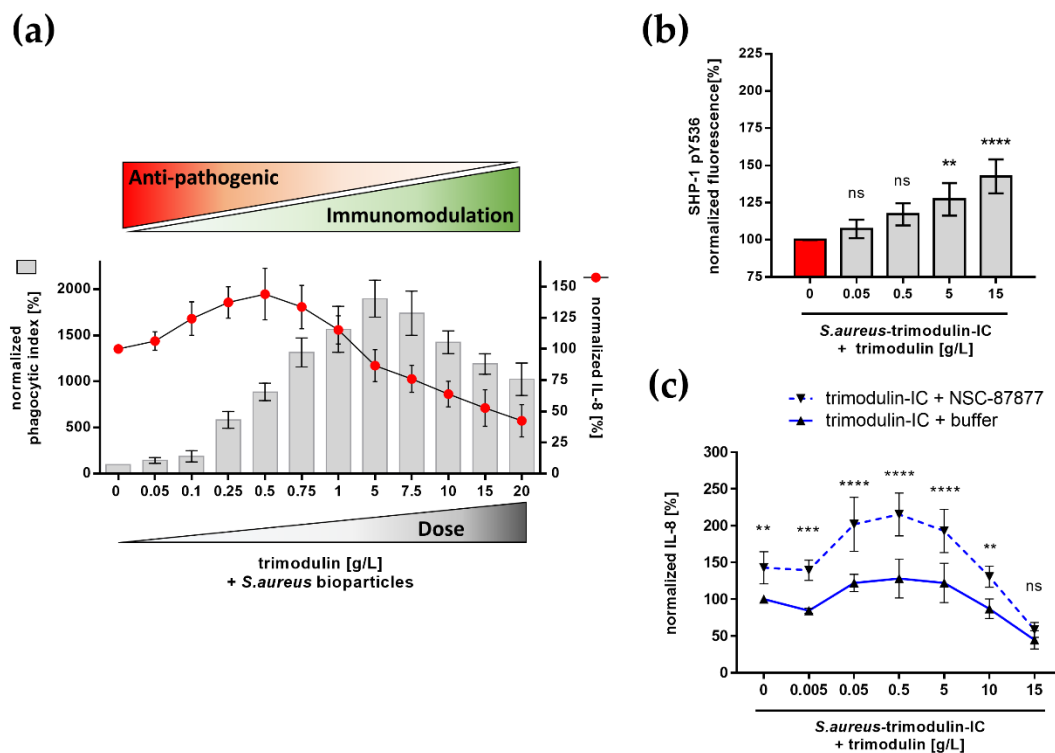 (a)
Anti-pathogenic
Immunomodulation
normalized
phagocytic index [%]
2000
1500
1000
500
0
150
125
100
75
50
25
0
normalized IL-8
[%]
0 0.05 0.1 0.25 0.5 0.75 1 5 7.5 10 15 20
Dose
trimodulin [g/L]
+ S.aureus bioparticles
(b)
SHP-1 pY536
normalized fluorescence[%]
225
200
175
150
125
100
75
ns
ns
**
****
0 0.05 0.5 5 15
S.aureus-trimodulin-IC
+ trimodulin [g/L]
(c)
trimodulin-IC + NSC-87877
trimodulin-IC + buffer
normalized IL-8 [%]
300
250
200
150
100
50
0
**
***
****
****
****
**
ns
0 0.005 0.05 0.5 5 10 15
S.aureus-trimodulin-IC
+ trimodulin [g/L]